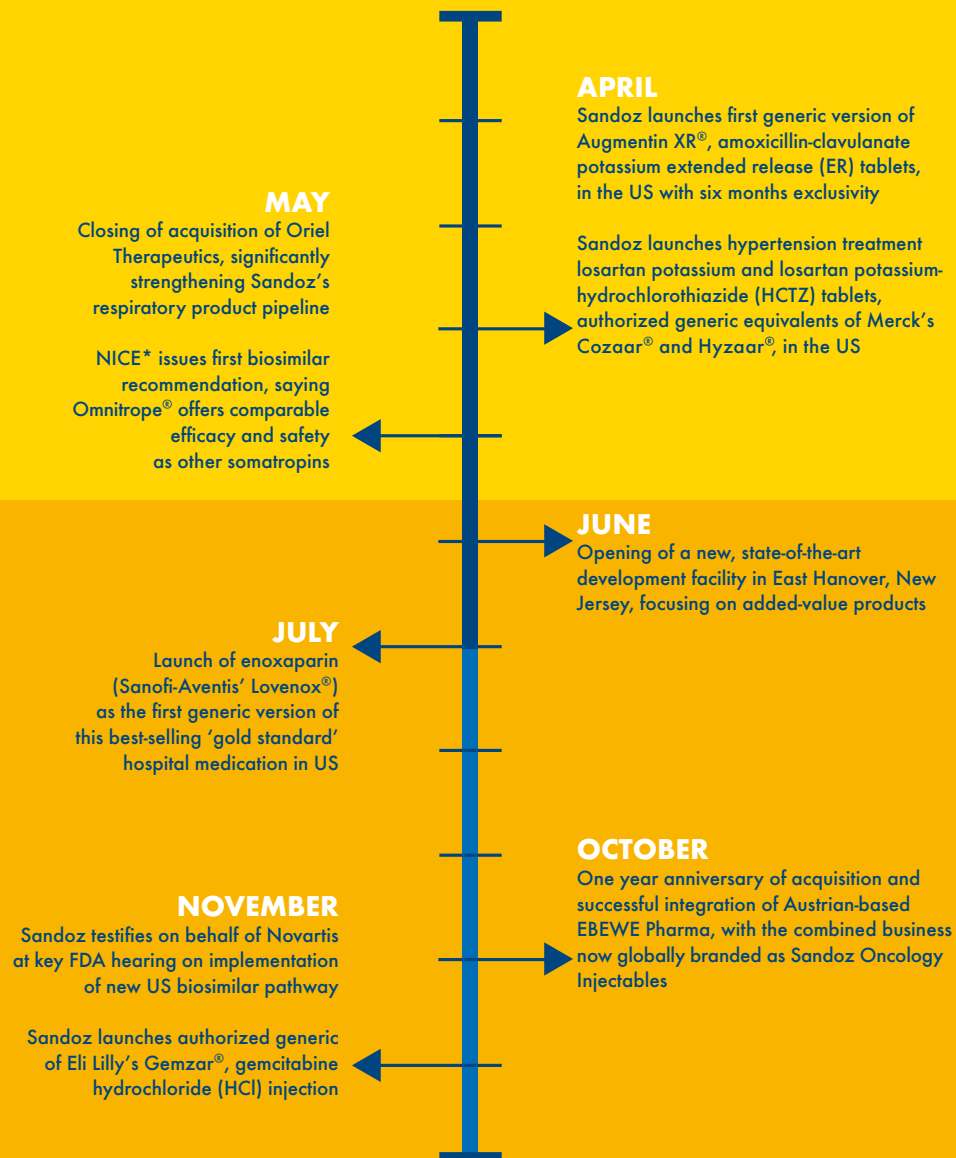 APRIL
Sandoz launches first generic version of
Augmentin XR®, amoxicillin-clavulanate
potassium extended release (ER) tablets,
in the US with six months exclusivity
Sandoz launches hypertension treatment
losartan potassium and losartan potassium-
hydrochlorothiazide (HCTZ) tablets,
authorized generic equivalents of Merck’s
Cozaar® and Hyzaar®, in the US
MAY
Closing of acquisition of Oriel
Therapeutics, significantly
strengthening Sandoz’s
respiratory product pipeline
NICE* issues first biosimilar
recommendation, saying
Omnitrope® offers comparable
efficacy and safety
as other somatropins
JUNE
Opening of a new, state-of-the-art
development facility in East Hanover, New
Jersey, focusing on added-value products
JULY
Launch of enoxaparin
(Sanofi-Aventis’ Lovenox®)
as the first generic version of
this best-selling ‘gold standard’
hospital medication in US
OCTOBER
One year anniversary of acquisition and
successful integration of Austrian-based
EBEWE Pharma, with the combined business
now globally branded as Sandoz Oncology
Injectables
NOVEMBER
Sandoz testifies on behalf of Novartis
at key FDA hearing on implementation
of new US biosimilar pathway
Sandoz launches authorized generic
of Eli Lilly’s Gemzar®, gemcitabine
hydrochloride (HCl) injection